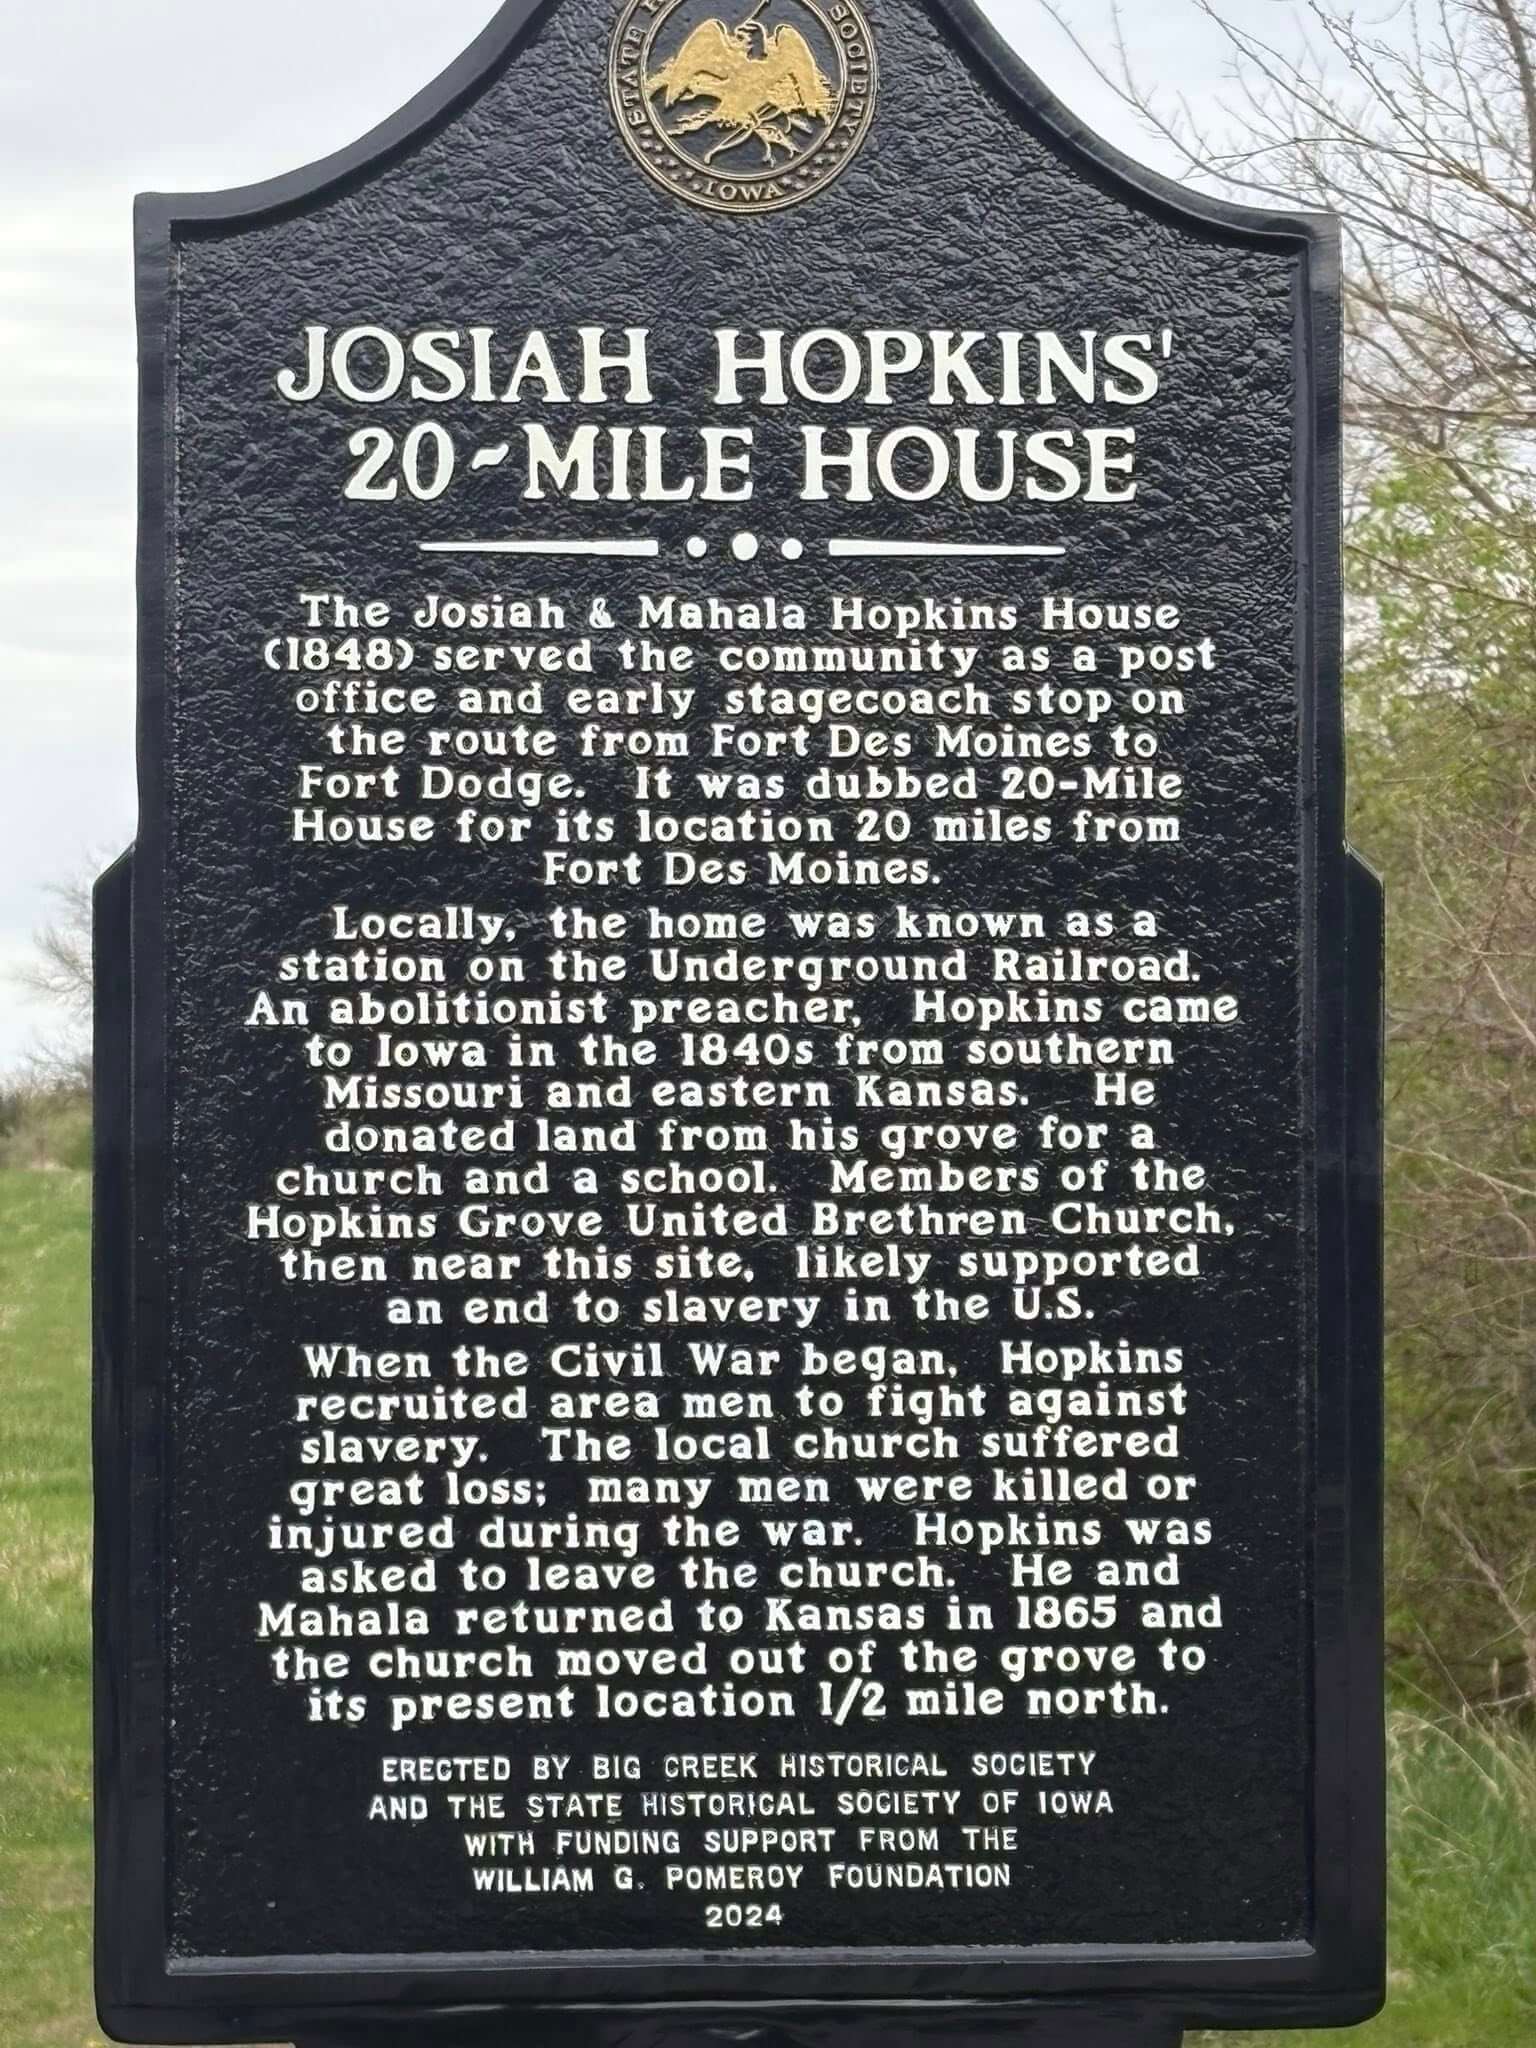 STATE SOCIETY
IOWA
JOSIAH HOPKINS'
20-MILE HOUSE
The Josiah & Mahala Hopkins House
(1848) served the community as a post
office and early stagecoach stop on
the route from Fort Des Moines to
Fort Dodge. It was dubbed 20-Mile
House for its location 20 miles from
Fort Des Moines.
Locally, the home was known as a
station on the Underground Railroad.
An abolitionist preacher, Hopkins came
to Iowa in the 1840s from southern
Missouri and eastern Kansas. He
donated land from his grove for a
church and a school. Members of the
Hopkins Grove United Brethren Church,
then near this site, likely supported
an end to slavery in the U.S.
When the Civil War began, Hopkins
recruited area men to fight against
slavery. The local church suffered
great loss; many men were killed or
injured during the war. Hopkins was
asked to leave the church. He and
Mahala returned to Kansas in 1865 and
the church moved out of the grove to
its present location 1/2 mile north.
ERECTED BY BIG CREEK HISTORICAL SOCIETY
AND THE STATE HISTORICAL SOCIETY OF IOWA
WITH FUNDING SUPPORT FROM THE
WILLIAM G. POMEROY FOUNDATION
2024